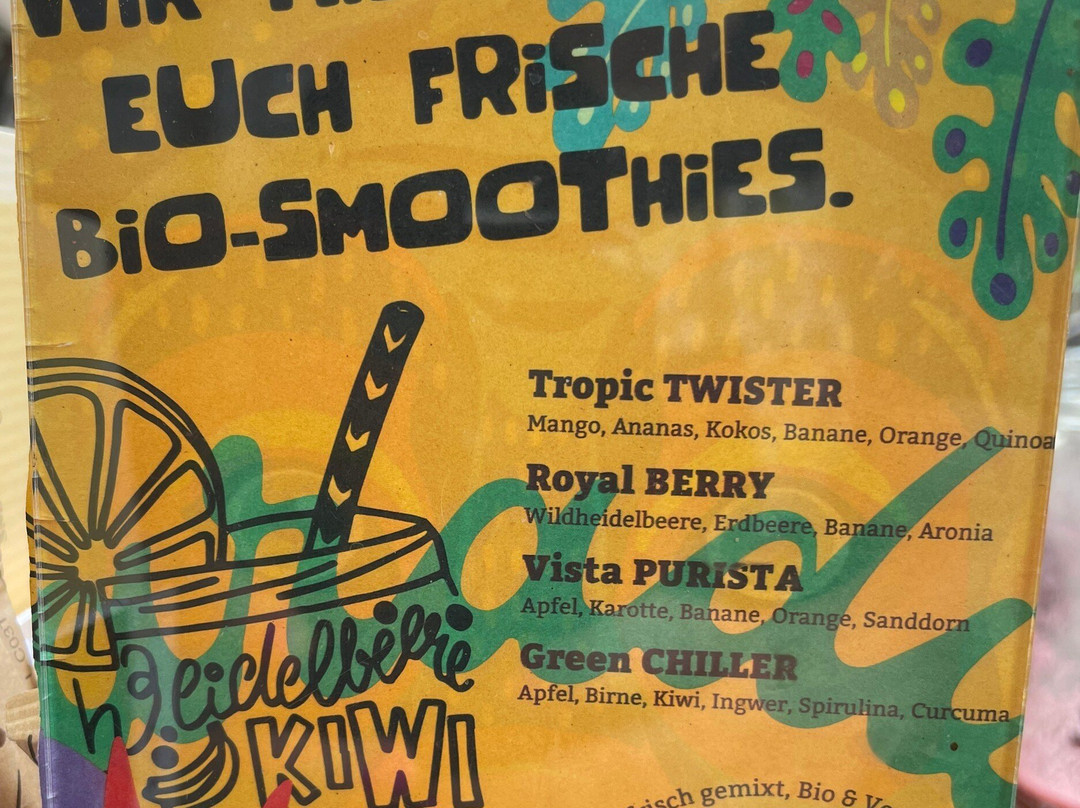 WiR
EUCH FRiSCHE
BiO-SMOOTHiES.
Tropic TWISTER
Mango, Ananas, Kokos, Banane, Orange, Quinoa
Royal BERRY
Wildheidelbeere, Erdbeere, Banane, Aronia
Vista PURISTA
Apfel, Karotte, Banane, Orange, Sanddorn
Green CHILLER
Apfel, Birne, Kiwi, Ingwer, Spirulina, Curcuma
Heidelbeere
KIWI
gemixt, Bio &